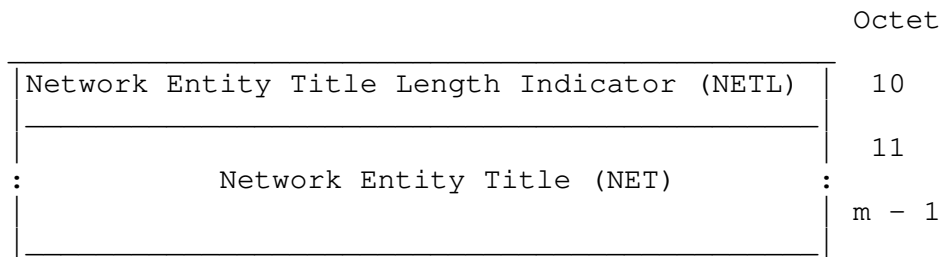 Octet
Network Entity Title Length Indicator (NETL) 10
11
: Network Entity Title (NET) :
m - 1